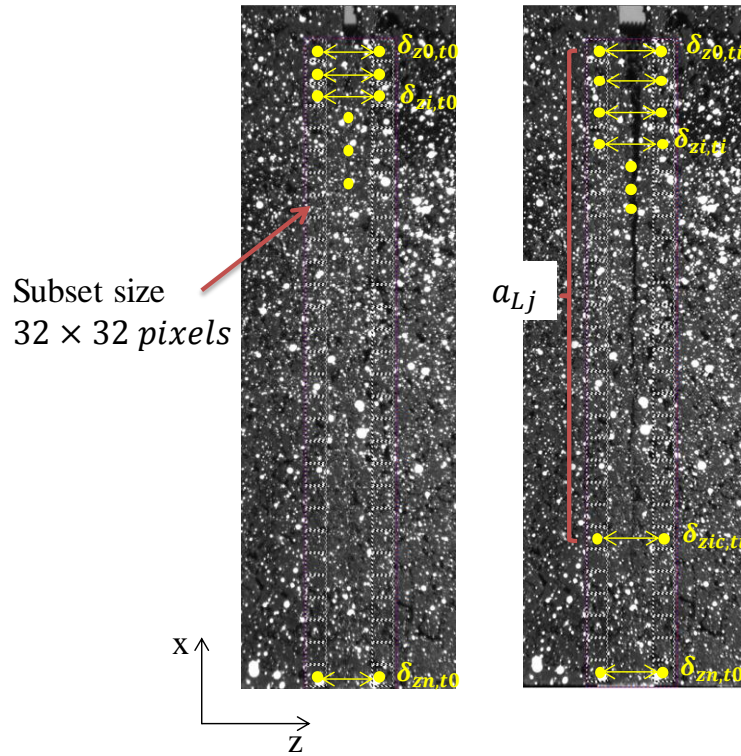 δz0,t0
δzi,t0
Subset size
32 × 32 pixels
δzn,t0
x
z
δz0,ti
δzi,ti
aLj
δzic,t
δzn,t0